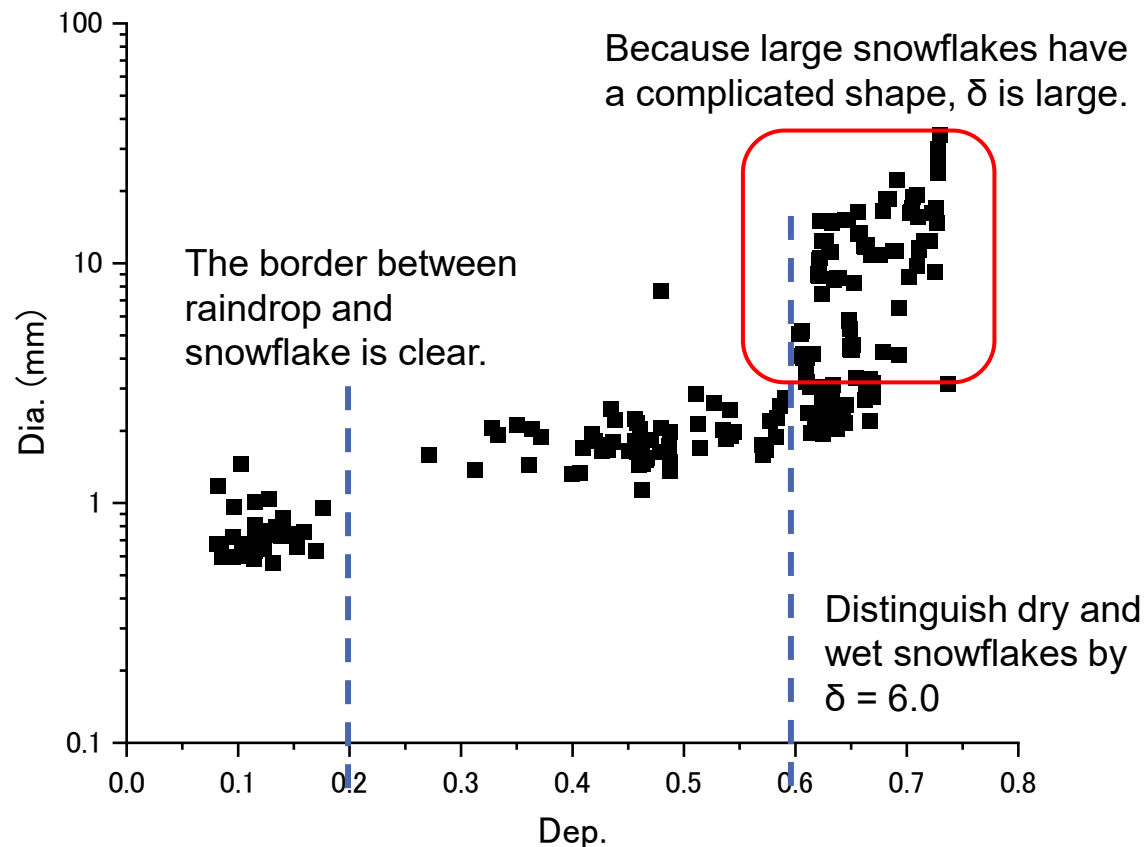 100
Because large snowflakes have
a complicated shape, δ is large.
10
The border between
raindrop and
snowflake is clear.
Dia. (mm)
1
Distinguish dry and
wet snowflakes by
δ = 6.0
0.1
0.0 0.1 0.2 0.3 0.4 0.5 0.6 0.7 0.8
Dep.